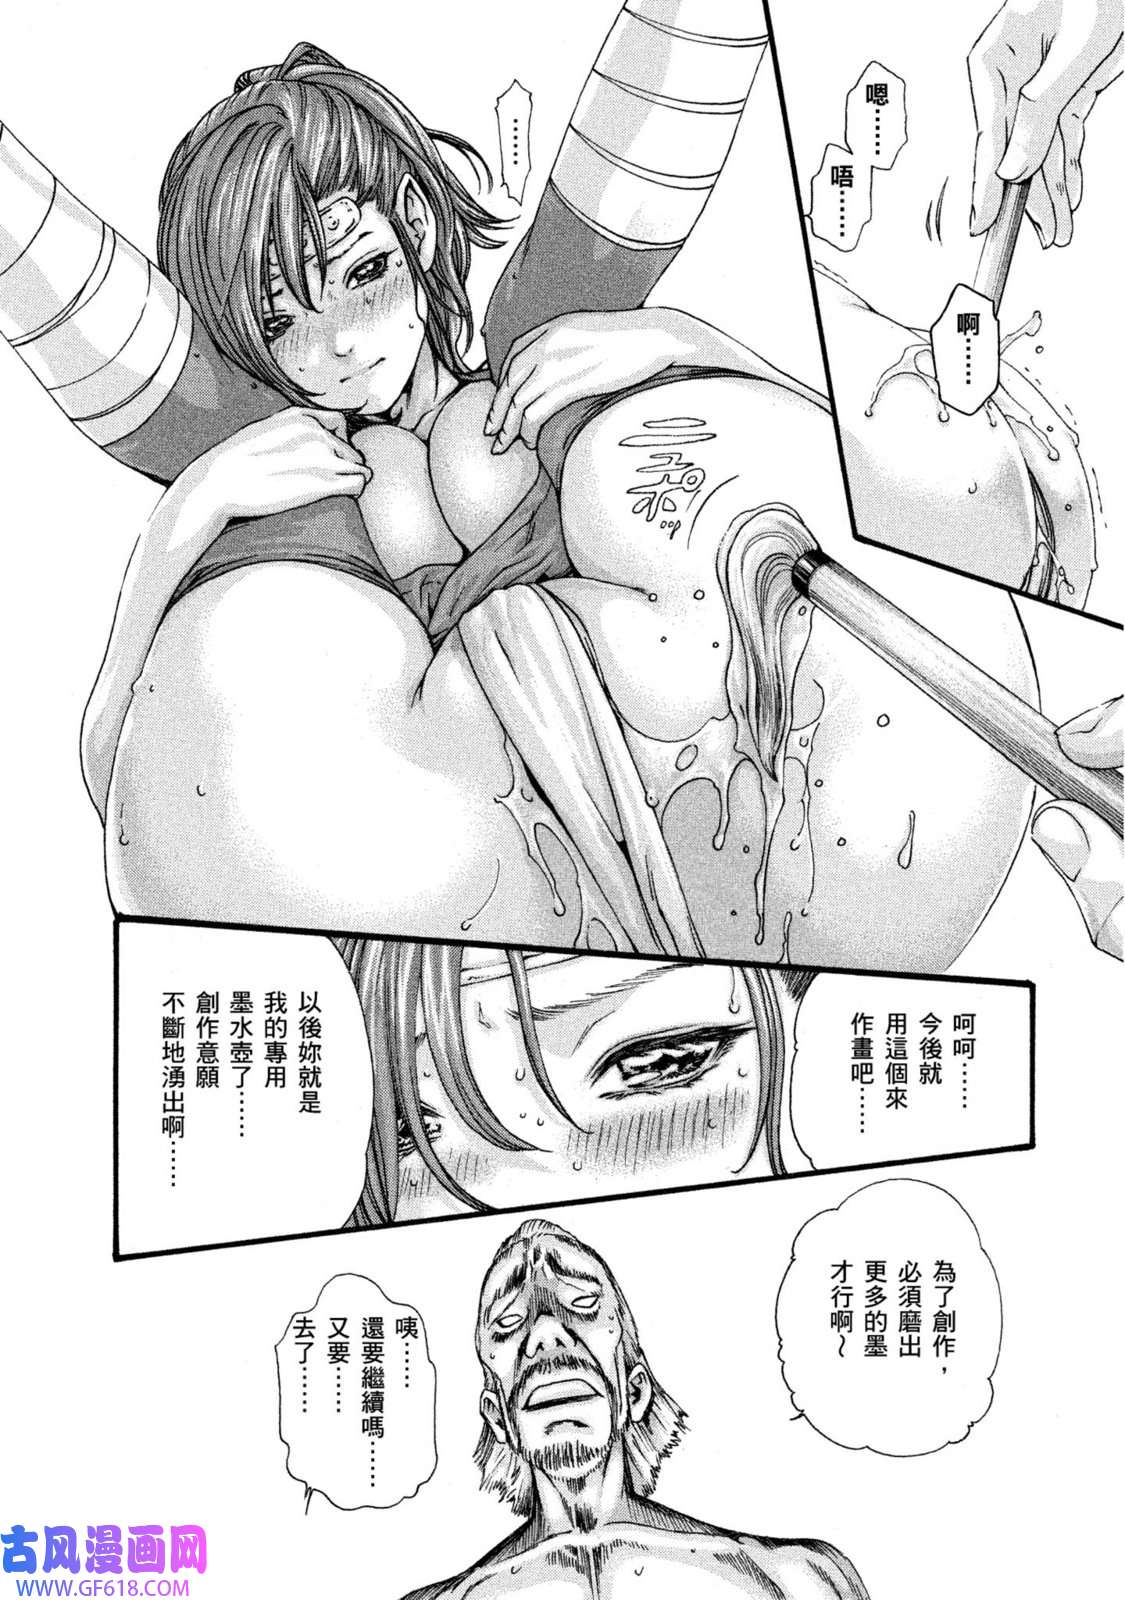 嗯……
唔……
啊……
……
呵呵……
今後就
用這個來
作畫吧……
以後妳就是
我的專用
墨水壺了……
創作意願
不斷地湧出啊……
為了創作，
必須磨出
更多的墨
才行啊～
咦……
還要繼續嗎……
又要……
去了……
古风漫画网
WWW.GF618.COM